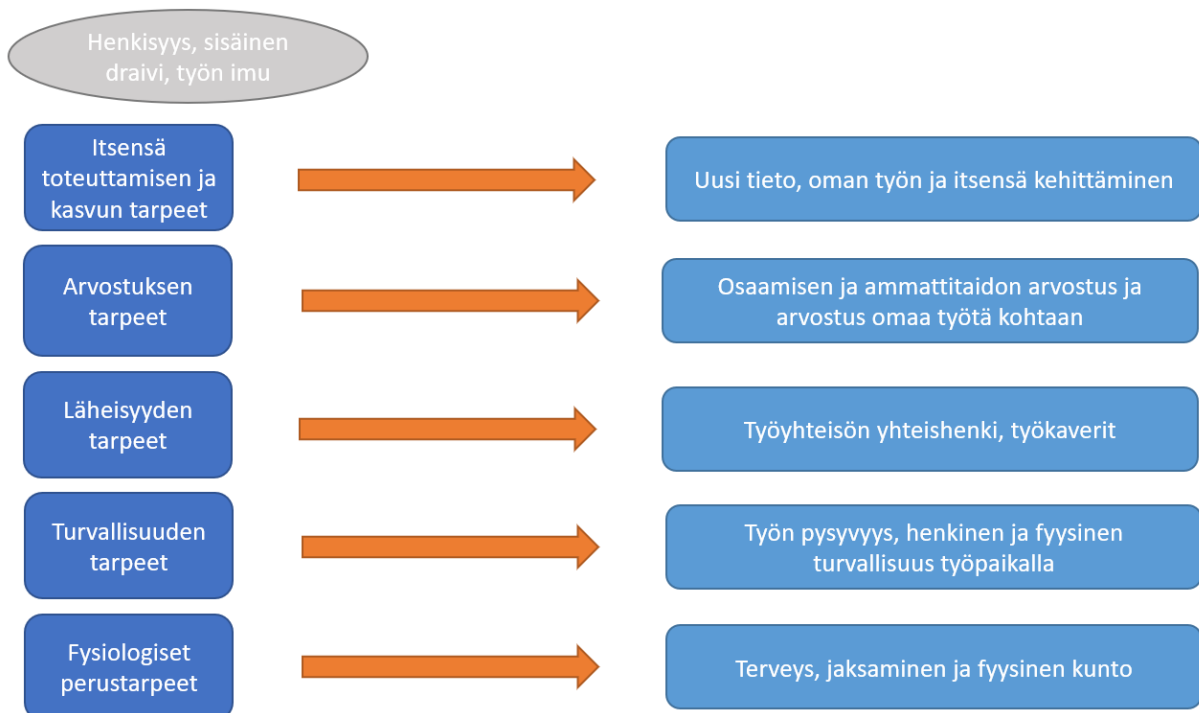 Henkisyys, sisäinen
draivi, työn imu
Itsensä
toteuttamisen ja
kasvun tarpeet
Uusi tieto, oman työn ja itsensä kehittäminen
Arvostuksen
tarpeet
Osaamisen ja ammattitaidon arvostus ja
arvostus omaa työtä kohtaan
Läheisyyden
tarpeet
Työyhteisön yhteishenki, työkaverit
Turvallisuuden
tarpeet
Työn pysyvyys, henkinen ja fyysinen
turvallisuus työpaikalla
Fysiologiset
perustarpeet
Terveys, jaksaminen ja fyysinen kunto